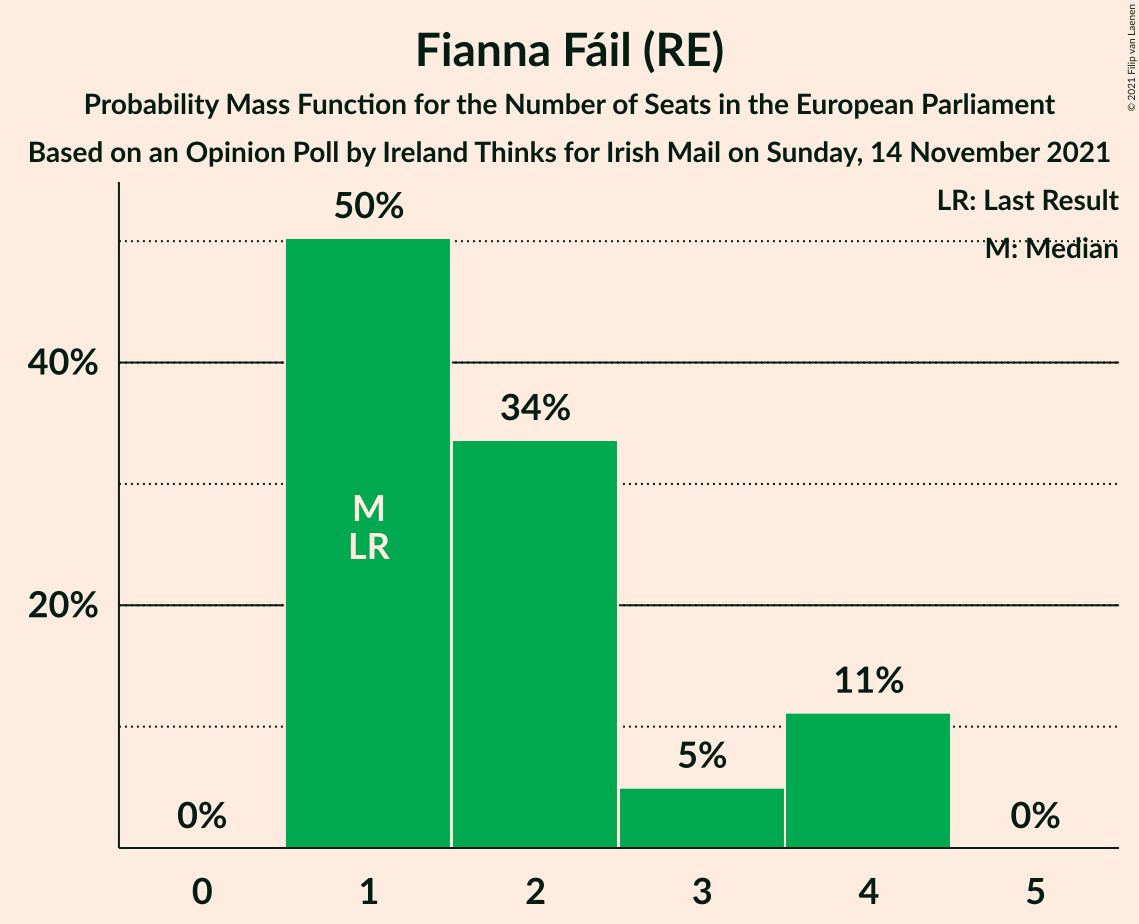 Fianna Fáil (RE)
Probability Mass Function for the Number of Seats in the European Parliament
Based on an Opinion Poll by Ireland Thinks for Irish Mail on Sunday, 14 November 2021
© 2021 Filip van Laenen
LR: Last Result
M: Median
50%
40%
34%
M
LR
20%
11%
5%
0%
0%
0 1 2 3 4 5